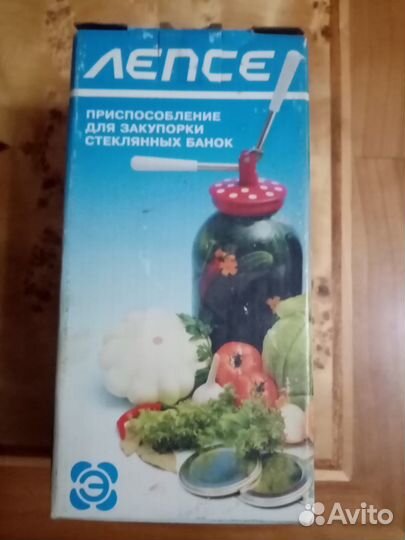 ЛЕПСЕ
ПРИСПОСОБЛЕНИЕ
ДЛЯ ЗАКУПОРКИ
СТЕКЛЯННЫХ БАНОК
Э
Avito